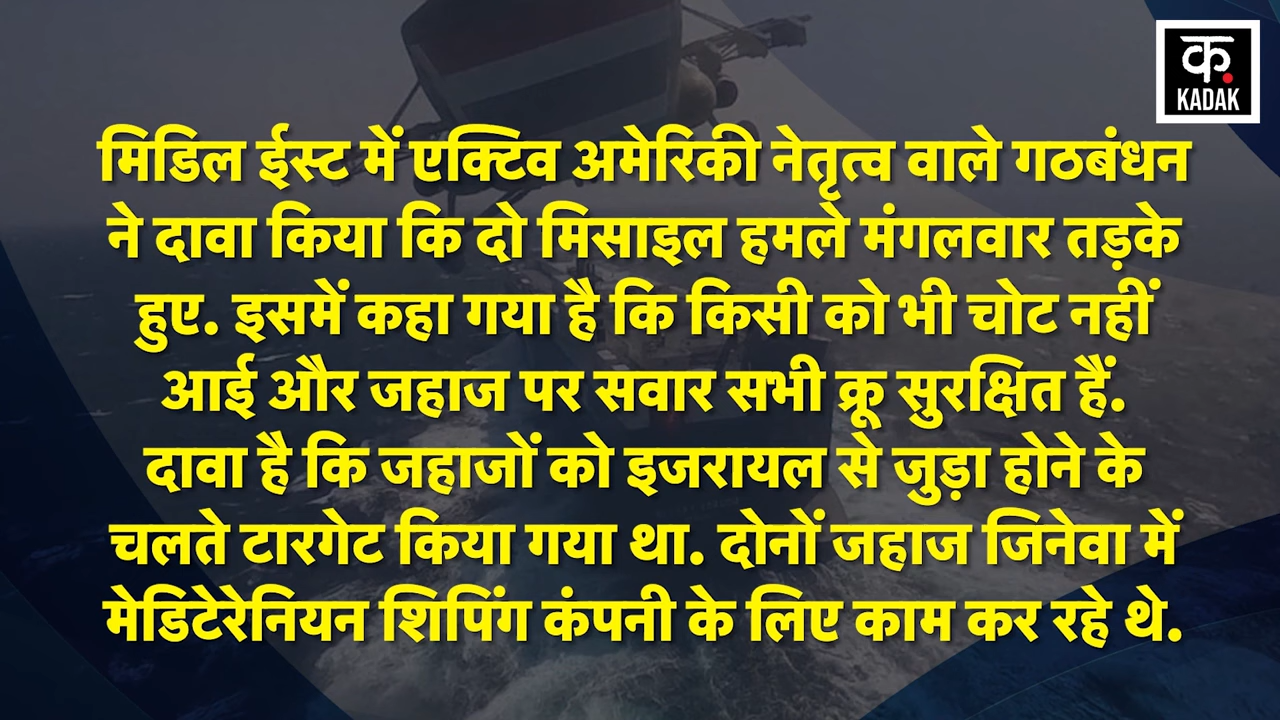 क.
KADAK
मिडिल ईस्ट में एक्टिव अमेरिकी नेतृत्व वाले गठबंधन
ने दावा किया कि दो मिसाइल हमले मंगलवार तड़के
हुए. इसमें कहा गया है कि किसी को भी चोट नहीं
आई और जहाज पर सवार सभी क्रू सुरक्षित हैं.
दावा है कि जहाजों को इजरायल से जुड़ा होने के
चलते टारगेट किया गया था. दोनों जहाज जिनेवा में
मेडिटेरेनियन शिपिंग कंपनी के लिए काम कर रहे थे.